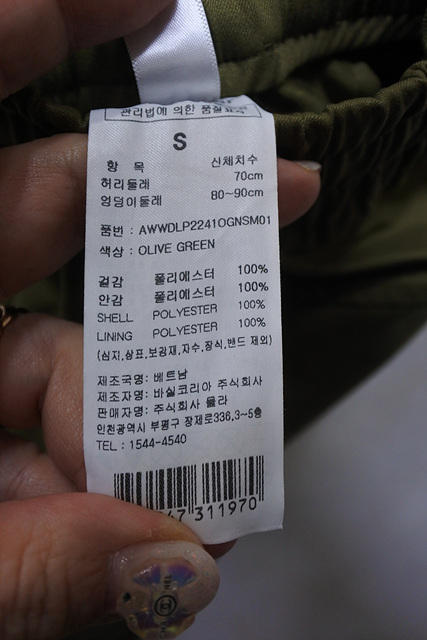 관리법에 의한 품질표시
S
항 목 신체치수
허리둘레 70cm
엉덩이둘레 80~90cm
품번 : AWWDLP2241OGNSM01
색상 : OLIVE GREEN
겉감 폴리에스터 100%
안감 폴리에스터 100%
SHELL POLYESTER 100%
LINING POLYESTER 100%
(심지,상표,보강재,자수,장식,밴드 제외)
제조국명: 베트남
제조자명: 바실코리아 주식회사
판매자명: 주식회사 물라
인천광역시 부평구 장제로336,3~5층
TEL : 1544-4540
47 311970